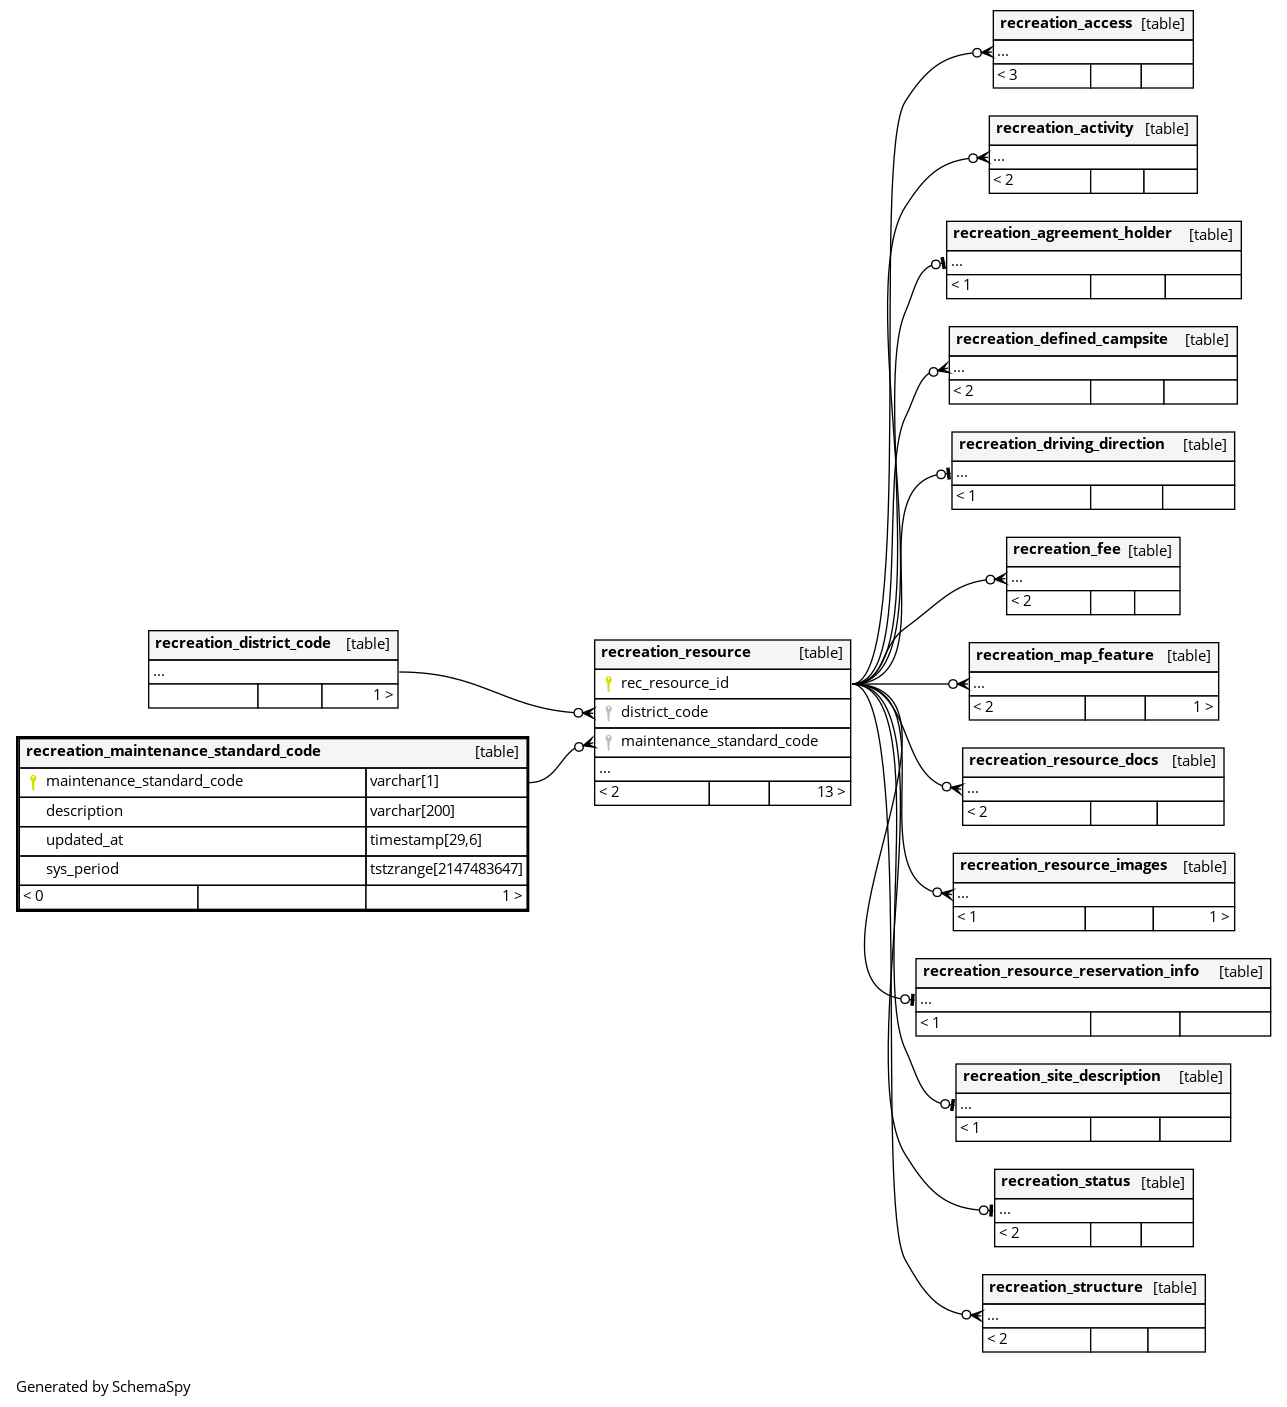 recreation_access [table]
...
< 3
recreation_activity [table]
...
< 2
recreation_agreement_holder [table]
...
< 1
recreation_defined_campsite [table]
...
< 2
recreation_driving_direction [table]
...
< 1
recreation_fee [table]
...
< 2
recreation_district_code [table]
...
1 >
recreation_maintenance_standard_code [table]
maintenance_standard_code varchar[1]
description varchar[200]
updated_at timestamp[29,6]
sys_period tstzrange[2147483647]
< 0 1 >
recreation_resource [table]
rec_resource_id
district_code
maintenance_standard_code
...
< 2 13 >
recreation_map_feature [table]
...
< 2 1 >
recreation_resource_docs [table]
...
< 2
recreation_resource_images [table]
...
< 1 1 >
recreation_resource_reservation_info [table]
...
< 1
recreation_site_description [table]
...
< 1
recreation_status [table]
...
< 2
recreation_structure [table]
...
< 2
Generated by SchemaSpy